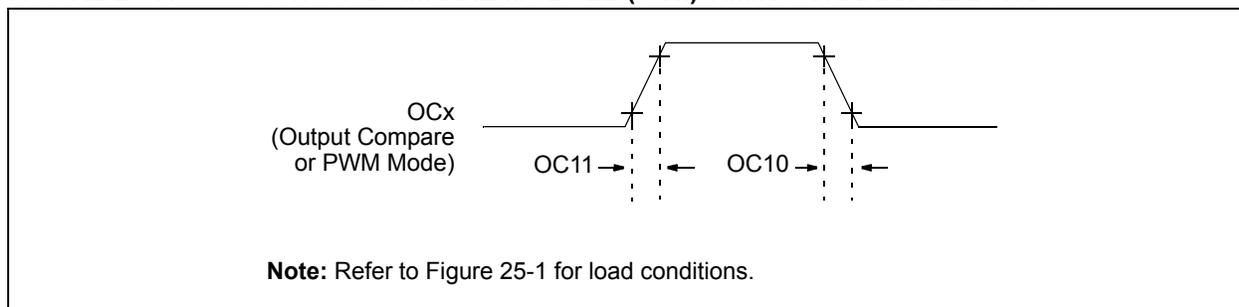 OCx
(Output Compare
or PWM Mode)
OC11
OC10
Note: Refer to Figure 25-1 for load conditions.